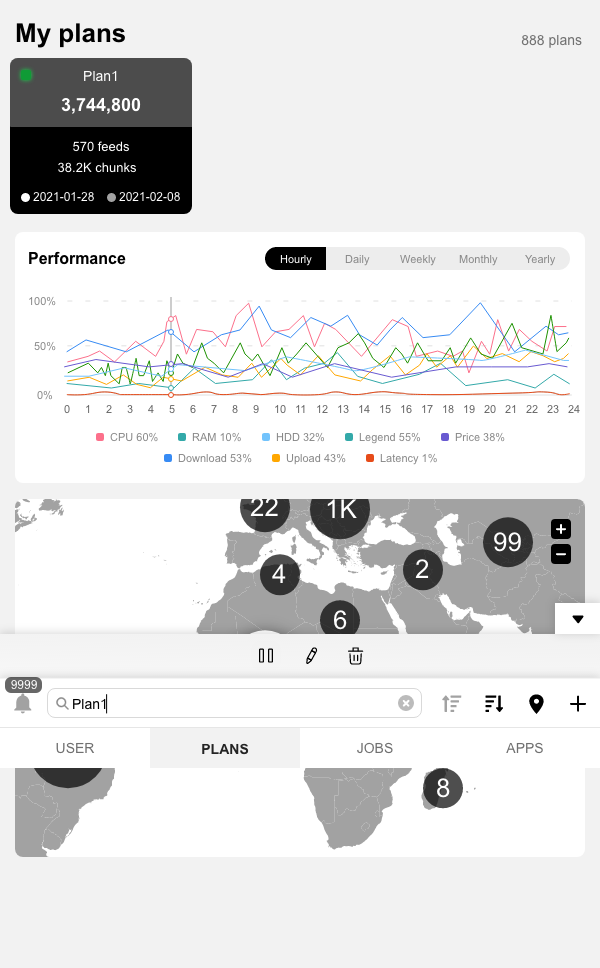 My plans
888 plans
Plan1
3,744,800
570 feeds
38.2K chunks
2021-01-28 2021-02-08
Performance
Hourly Daily Weekly Monthly Yearly
100%
50%
0%
0 1 2 3 4 5 6 7 8 9 10 11 12 13 14 15 16 17 18 19 20 21 22 23 24
CPU 60% RAM 10% HDD 32% Legend 55% Price 38%
Download 53% Upload 43% Latency 1%
22 1K
99
4 2
6
9999
Plan1
USER PLANS JOBS APPS
8